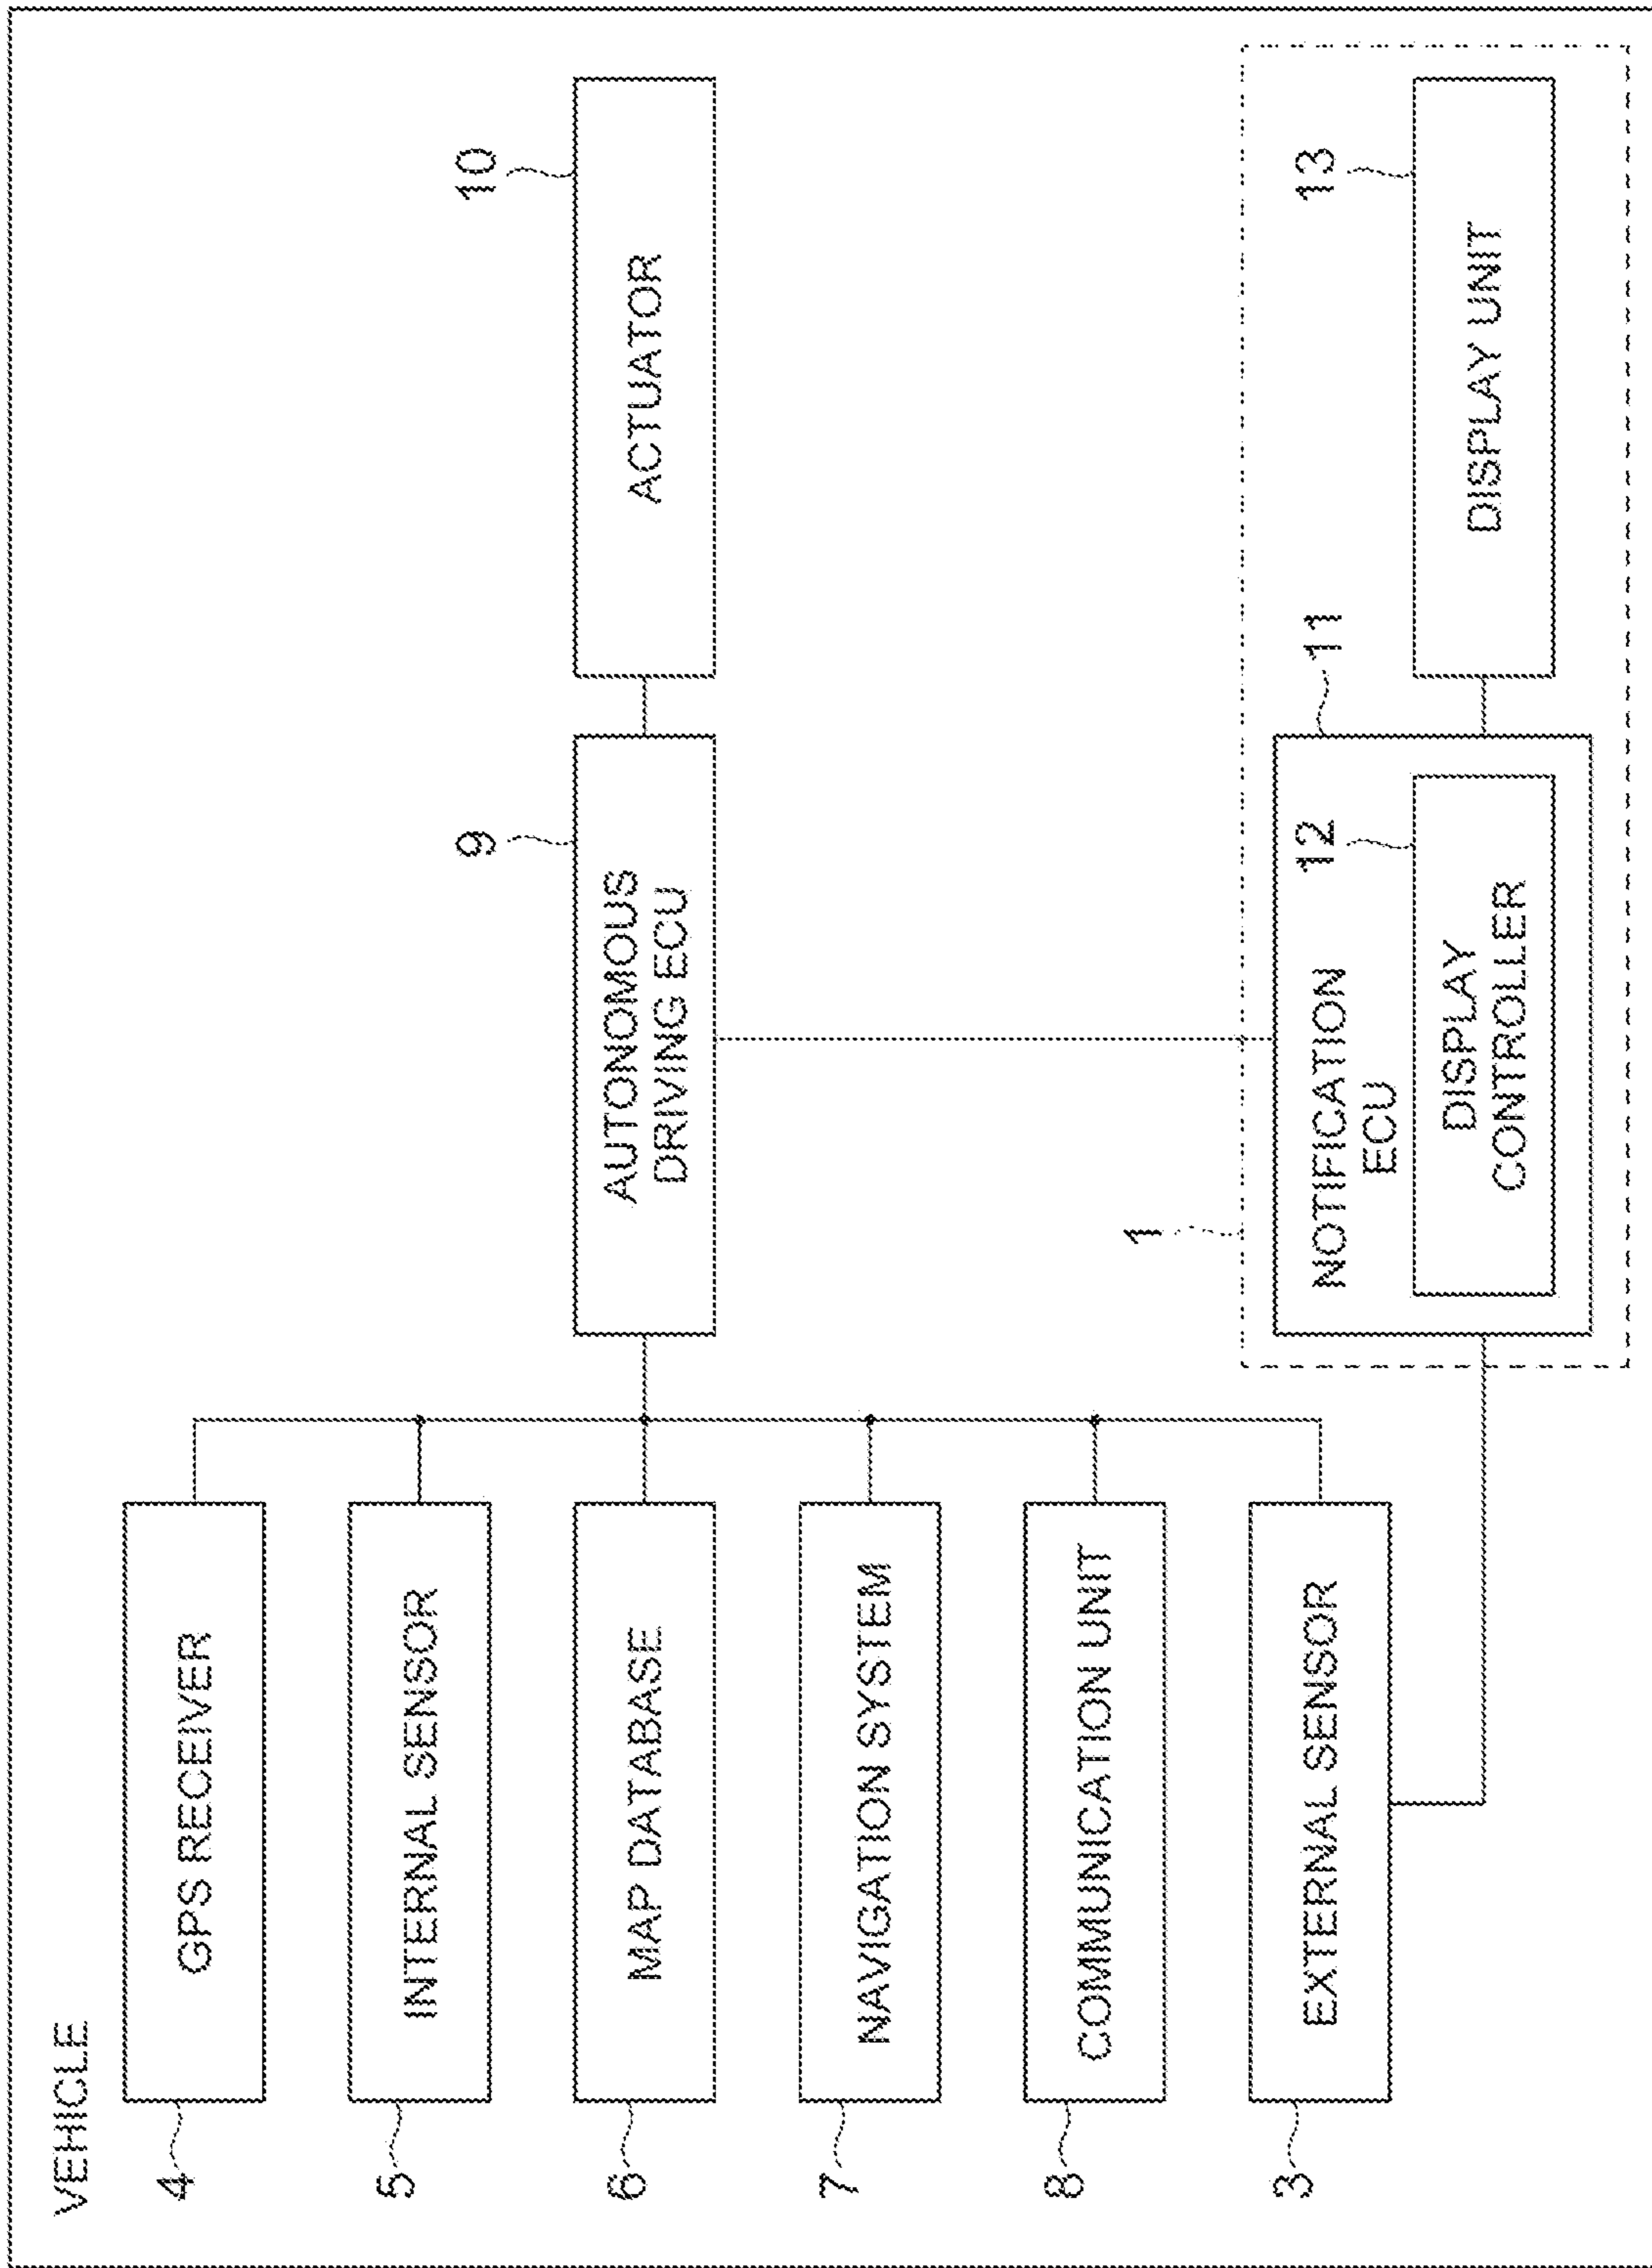 VEHICLE
4
GPS RECEIVER
5
INTERNAL SENSOR
6
MAP DATABASE
7
NAVIGATION SYSTEM
8
COMMUNICATION UNIT
3
EXTERNAL SENSOR
9
AUTONOMOUS
DRIVING ECU
10
ACTUATOR
1
11
NOTIFICATION
ECU
12
DISPLAY
CONTROLLER
13
DISPLAY UNIT